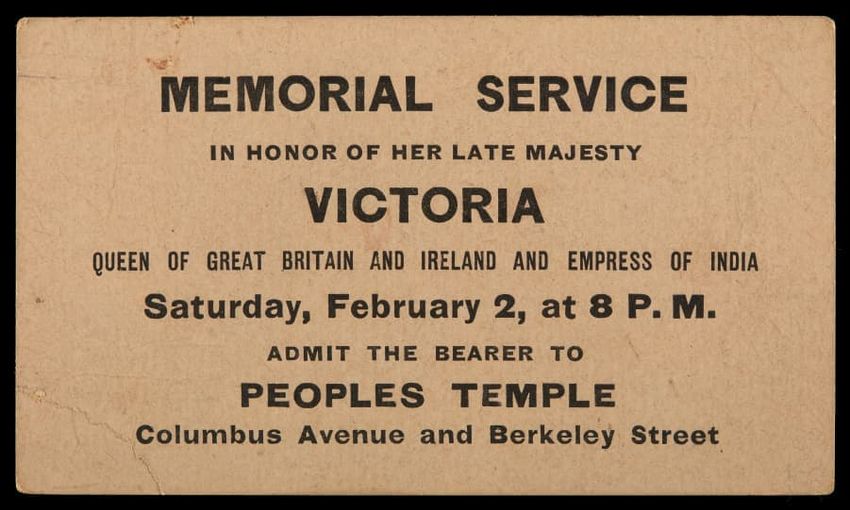 MEMORIAL SERVICE
IN HONOR OF HER LATE MAJESTY
VICTORIA
QUEEN OF GREAT BRITAIN AND IRELAND AND EMPRESS OF INDIA
Saturday, February 2, at 8 P. M.
ADMIT THE BEARER TO
PEOPLES TEMPLE
Columbus Avenue and Berkeley Street